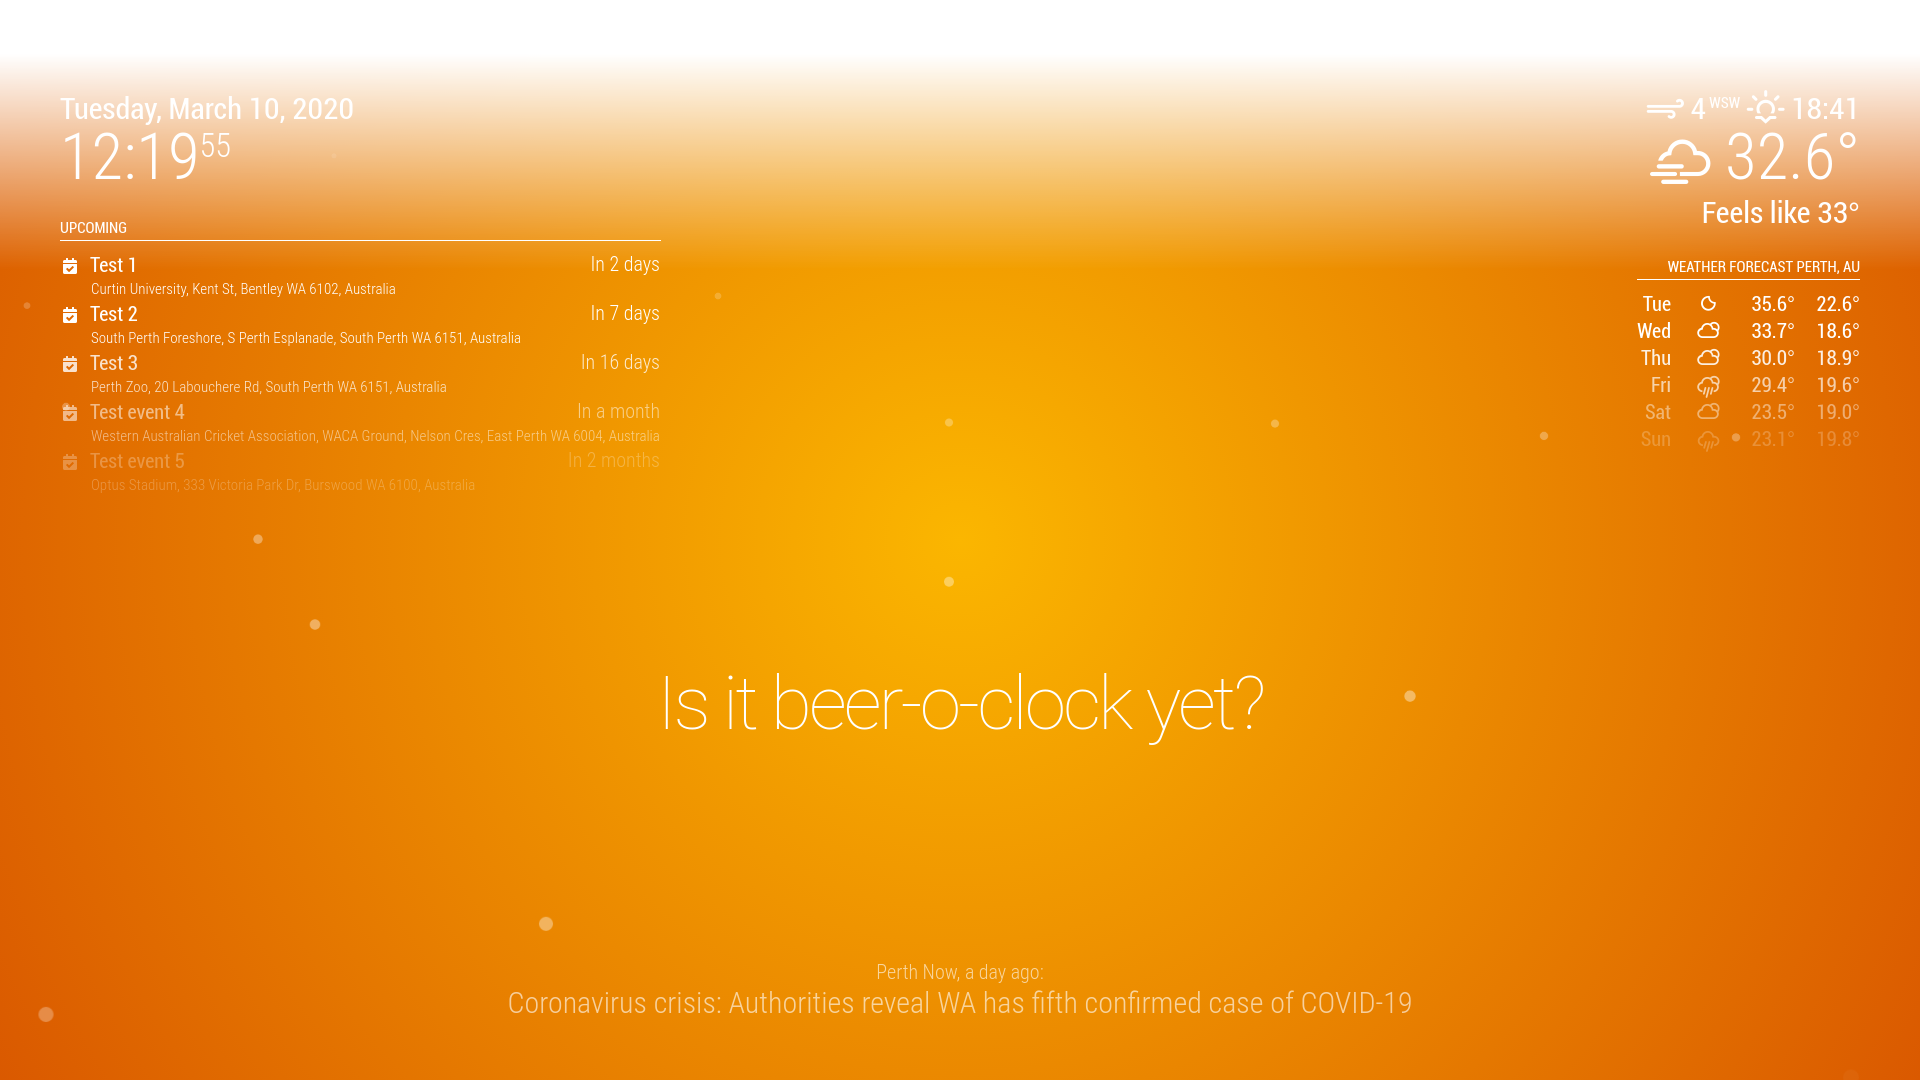 Tuesday, March 10, 2020
12:19 55
UPCOMING
Test 1 In 2 days
Curtin University, Kent St, Bentley WA 6102, Australia
Test 2 In 7 days
South Perth Foreshore, S Perth Esplanade, South Perth WA 6151, Australia
Test 3 In 16 days
Perth Zoo, 20 Labouchere Rd, South Perth WA 6151, Australia
Test event 4 In a month
Western Australian Cricket Association, WACA Ground, Nelson Cres, East Perth WA 6004, Australia
Test event 5 In 2 months
Optus Stadium, 333 Victoria Park Dr, Burswood WA 6100, Australia
4 WSW 18:41
32.6°
Feels like 33°
WEATHER FORECAST PERTH, AU
Tue 35.6° 22.6°
Wed 33.7° 18.6°
Thu 30.0° 18.9°
Fri 29.4° 19.6°
Sat 23.5° 19.0°
Sun 23.1° 19.8°
Is it beer-o-clock yet?
Perth Now, a day ago:
Coronavirus crisis: Authorities reveal WA has fifth confirmed case of COVID-19